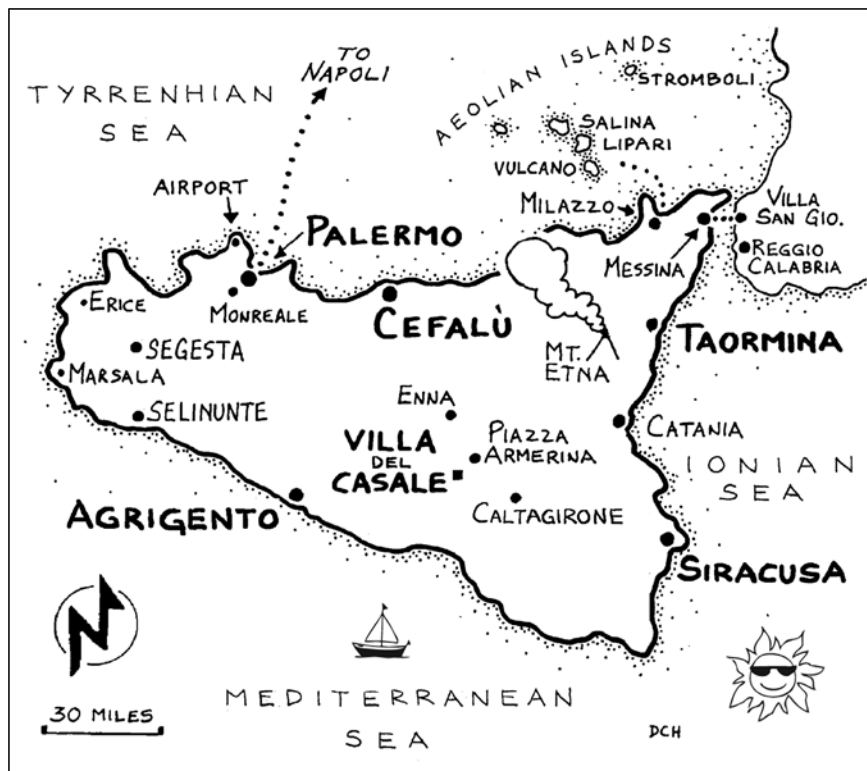 TO
NAPOLI
TYRRENHIAN
SEA
AEOLIAN ISLANDS
STROMBOLI
SALINA
LIPARI
VULCANO
AIRPORT
PALERMO
MILAZZO
VILLA
SAN GIO.
MESSINA
REGGIO
CALABRIA
ERICE
MONREALE
CEFALÙ
SEGESTA
MT.
ETNA
TAORMINA
MARSALA
SELINUNTE
ENNA
CATANIA
VILLA
DEL
CASALE
PIAZZA
ARMERINA
IONIAN
SEA
AGRIGENTO
CALTAGIRONE
SIRACUSA
N
30 MILES
MEDITERRANEAN
SEA
DCH